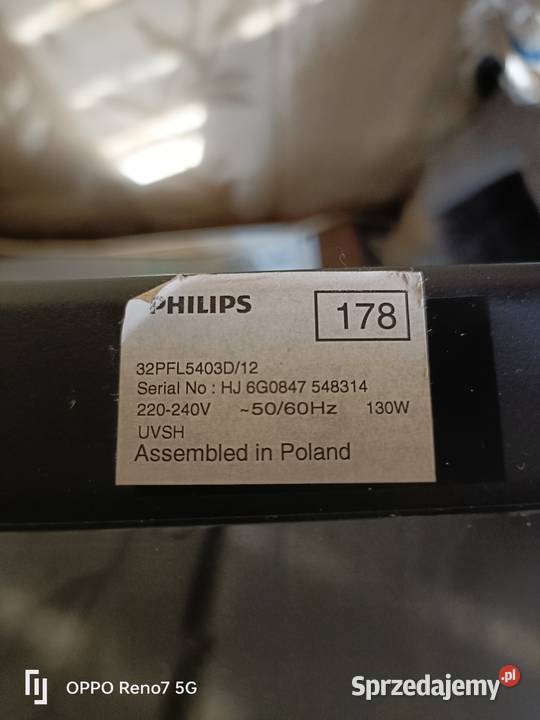 PHILIPS
178
32PFL5403D/12
Serial No : HJ 6G0847 548314
220-240V ~50/60Hz 130W
UVSH
Assembled in Poland
OPPO Reno7 5G
Sprzedajemy.pl